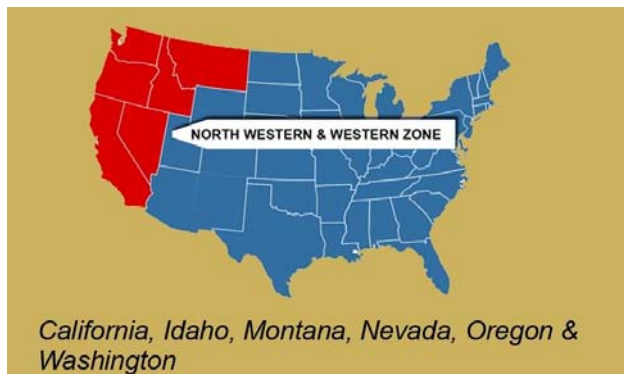 NORTH WESTERN & WESTERN ZONE
California, Idaho, Montana, Nevada, Oregon &
Washington